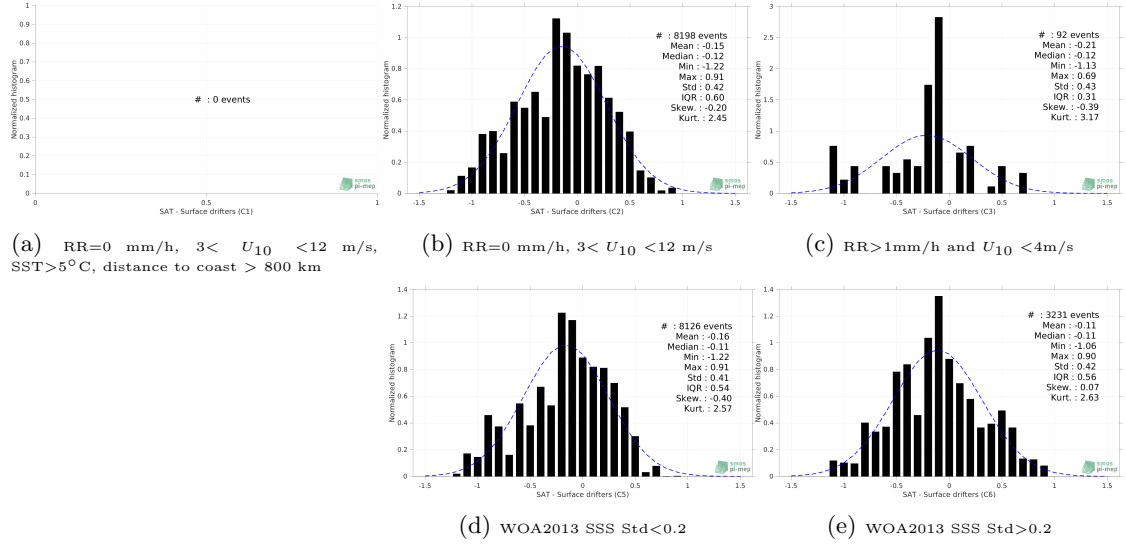 1
0.9
0.8
0.7
0.6
0.5
0.4
0.3
0.2
0.1
0
Normalized histogram
# : 0 events
smos
pi-mep
0 0.5 1
SAT - Surface drifters (C1)
(a) RR=0 mm/h, 3< U10 <12 m/s,
SST>5°C, distance to coast > 800 km
1.2
1
0.8
0.6
0.4
0.2
0
Normalized histogram
# : 8198 events
Mean : -0.15
Median : -0.12
Min : -1.22
Max : 0.91
Std : 0.42
IQR : 0.60
Skew. : -0.20
Kurt. : 2.45
smos
pi-mep
-1.5 -1 -0.5 0 0.5 1 1.5
SAT - Surface drifters (C2)
(b) RR=0 mm/h, 3< U10 <12 m/s
3
2.5
2
1.5
1
0.5
0
Normalized histogram
# : 92 events
Mean : -0.21
Median : -0.12
Min : -1.13
Max : 0.69
Std : 0.43
IQR : 0.31
Skew. : -0.39
Kurt. : 3.17
smos
pi-mep
-1.5 -1 -0.5 0 0.5 1 1.5
SAT - Surface drifters (C3)
(c) RR>1mm/h and U10 <4m/s
1.4
1.2
1
0.8
0.6
0.4
0.2
0
Normalized histogram
# : 8126 events
Mean : -0.16
Median : -0.11
Min : -1.22
Max : 0.91
Std : 0.41
IQR : 0.54
Skew. : -0.40
Kurt. : 2.57
smos
pi-mep
-1.5 -1 -0.5 0 0.5 1 1.5
SAT - Surface drifters (C5)
(d) WOA2013 SSS Std<0.2
1.4
1.2
1
0.8
0.6
0.4
0.2
0
Normalized histogram
# : 3231 events
Mean : -0.11
Median : -0.11
Min : -1.06
Max : 0.90
Std : 0.42
IQR : 0.56
Skew. : 0.07
Kurt. : 2.63
smos
pi-mep
-1.5 -1 -0.5 0 0.5 1 1.5
SAT - Surface drifters (C6)
(e) WOA2013 SSS Std>0.2